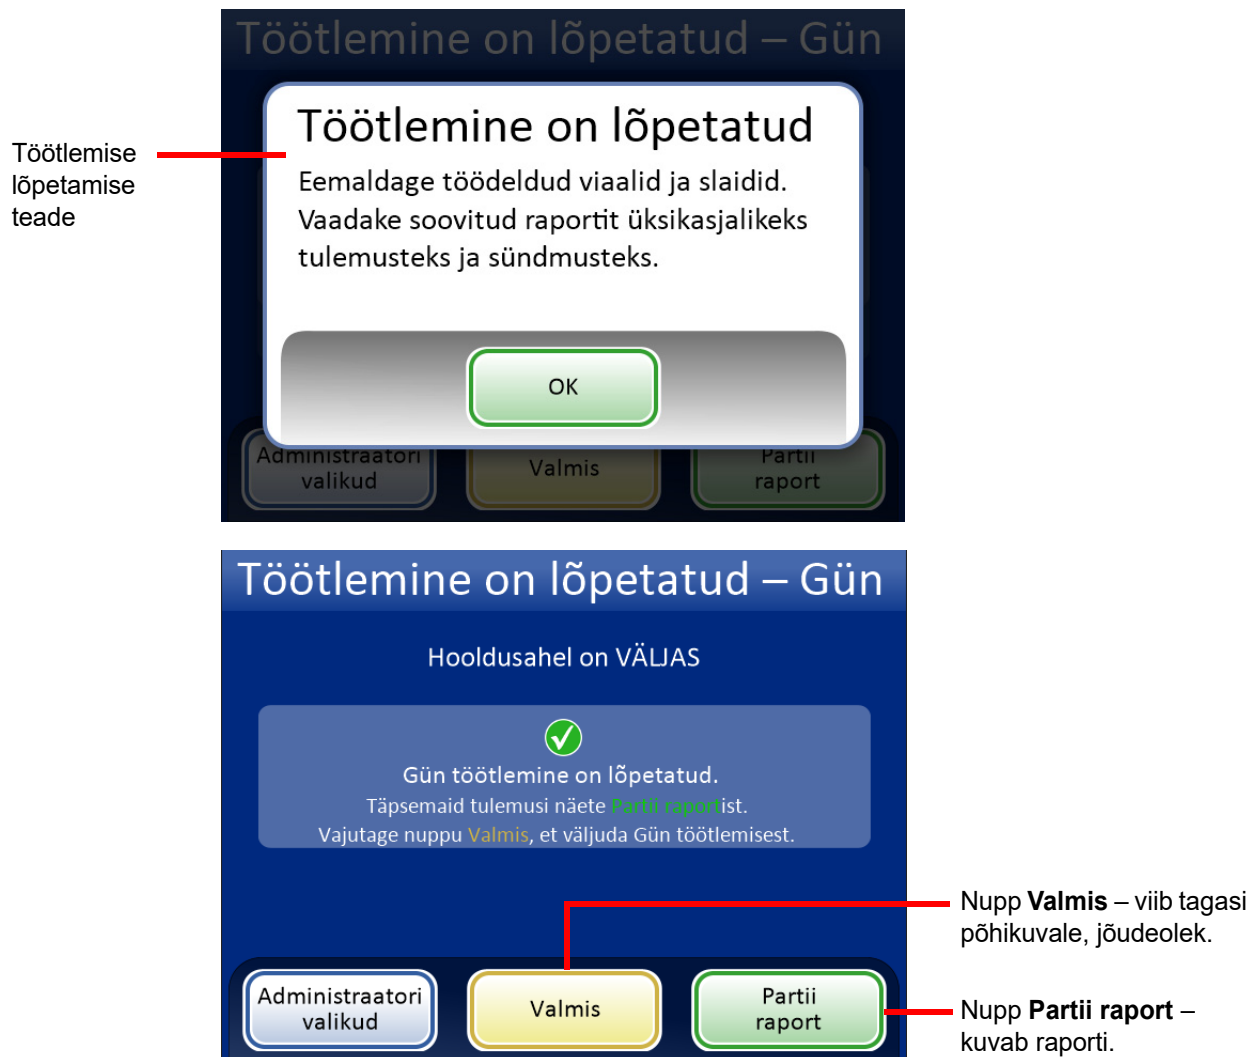 Töötlemine on lõpetatud – Gün
Töötlemise
lõpetamise
teade
Töötlemine on lõpetatud
Eemaldage töödeldud viaalid ja slaidid.
Vaadake soovitud raportit üksikasjalikeks
tulemusteks ja sündmusteks.
OK
Administraatori
valikud
Valmis
Partii
raport
Töötlemine on lõpetatud – Gün
Hooldusahel on VÄLJAS
Gün töötlemine on lõpetatud.
Täpsemaid tulemusi näete Partii raportist.
Vajutage nuppu Valmis, et väljuda Gün töötlemisest.
Nupp Valmis – viib tagasi
põhikuvale, jõudeolek.
Administraatori
valikud
Valmis
Partii
raport
Nupp Partii raport –
kuvab raporti.